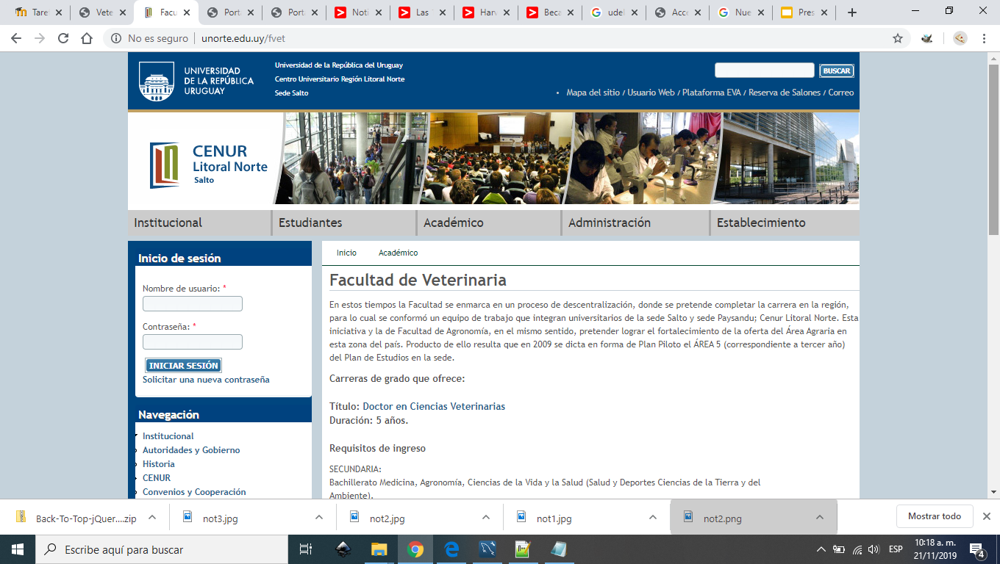 Tare
Vete
Facu
Port
Port
Noti
Las
Harv
Beca
udel
Acce
Nue
Pres
No es seguro
unorte.edu.uy/fvet
UNIVERSIDAD
DE LA REPÚBLICA
URUGUAY
Universidad de la República del Uruguay
Centro Universitario Región Litoral Norte
Sede Salto
BUSCAR
Mapa del sitio / Usuario Web / Plataforma EVA / Reserva de Salones / Correo
CENUR
Litoral Norte
Salto
Institucional
Estudiantes
Académico
Administración
Establecimiento
Inicio de sesión
Nombre de usuario: *
Contraseña: *
INICIAR SESIÓN
Solicitar una nueva contraseña
Navegación
Institucional
Autoridades y Gobierno
Historia
CENUR
Convenios y Cooperación
Inicio Académico
Facultad de Veterinaria
En estos tiempos la Facultad se enmarca en un proceso de descentralización, donde se pretende completar la carrera en la región,
para lo cual se conformó un equipo de trabajo que integran universitarios de la sede Salto y sede Paysandu; Cenur Litoral Norte. Esta
iniciativa y la de Facultad de Agronomía, en el mismo sentido, pretender lograr el fortalecimiento de la oferta del Área Agraria en
esta zona del país. Producto de ello resulta que en 2009 se dicta en forma de Plan Piloto el ÁREA 5 (correspondiente a tercer año)
del Plan de Estudios en la sede.
Carreras de grado que ofrece:
Título: Doctor en Ciencias Veterinarias
Duración: 5 años.
Requisitos de ingreso
SECUNDARIA:
Bachillerato Medicina, Agronomía, Ciencias de la Vida y la Salud (Salud y Deportes Ciencias de la Tierra y del
Ambiente).
Back-To-Top-jQuer....zip
not3.jpg
not2.jpg
not1.jpg
not2.png
Mostrar todo
Escribe aquí para buscar
ESP
10:18 a. m.
21/11/2019
4